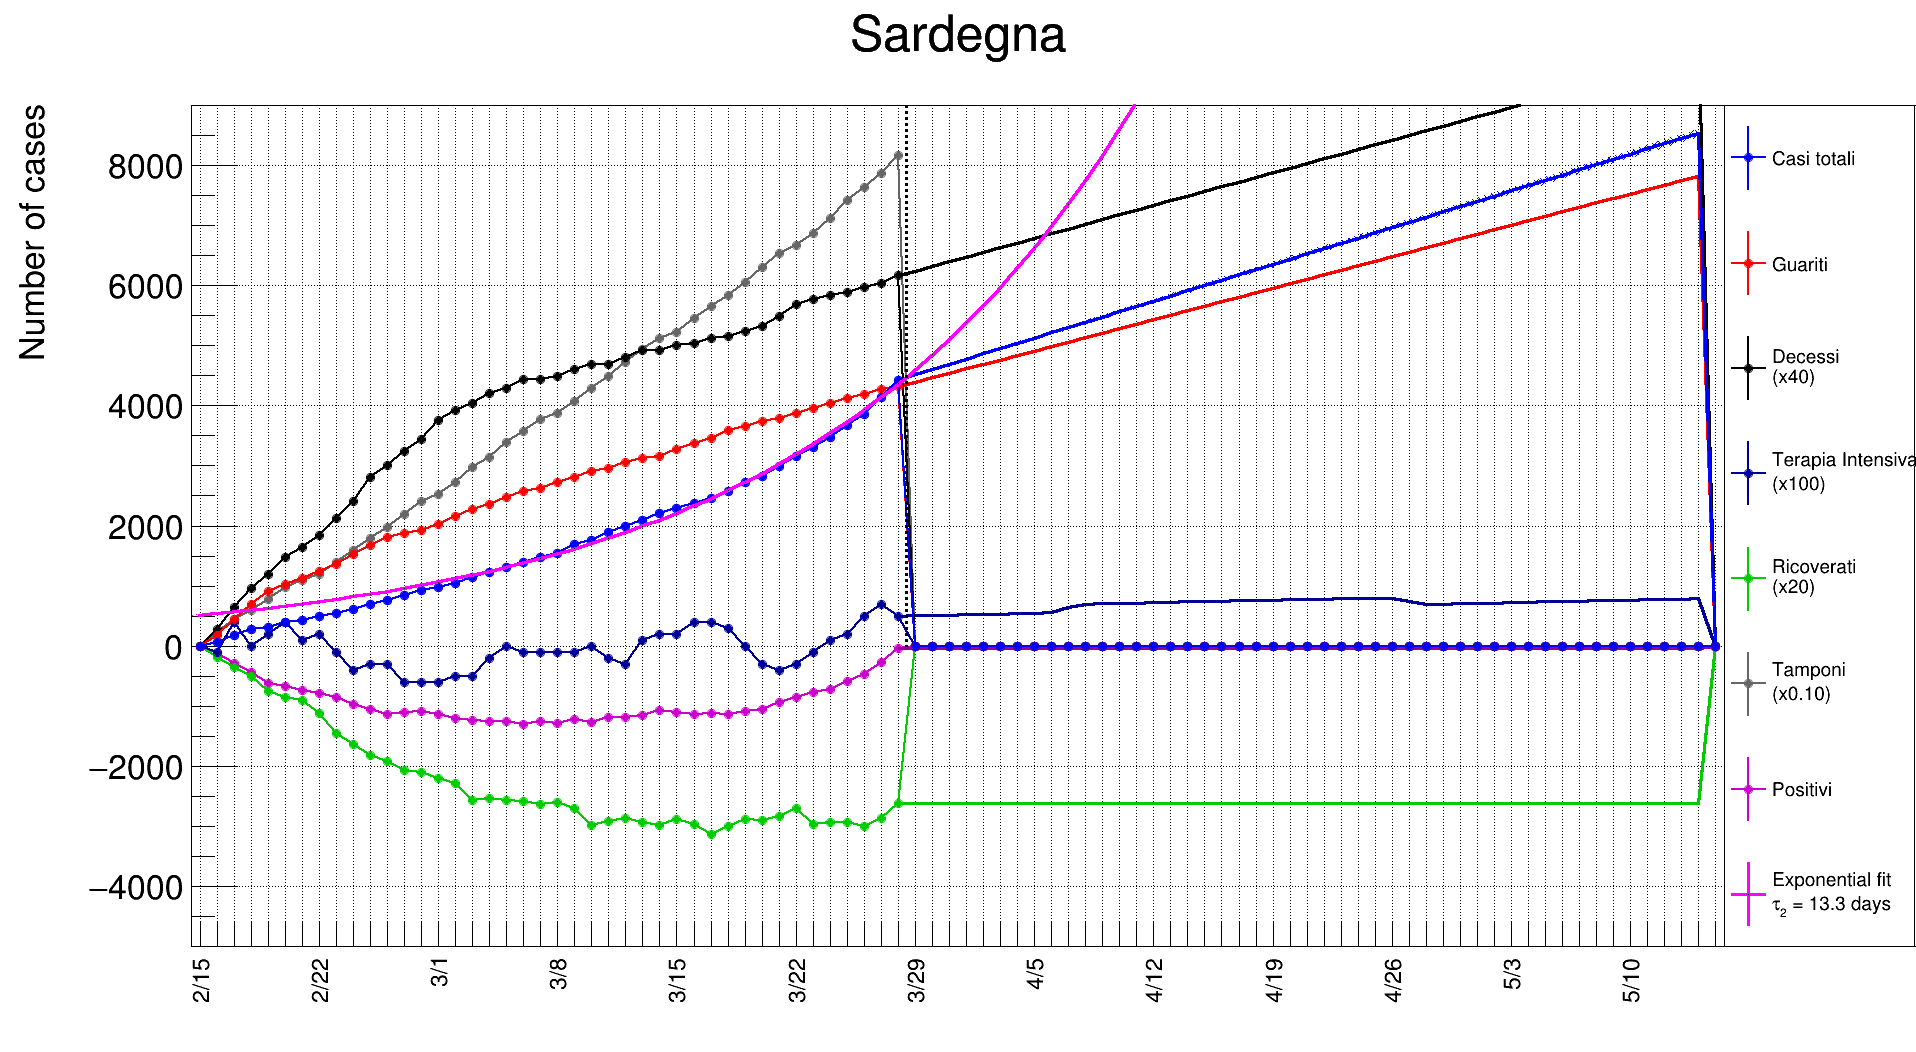 Sardegna
Number of cases
8000
6000
4000
2000
0
−2000
−4000
2/15
2/22
3/1
3/8
3/15
3/22
3/29
4/5
4/12
4/19
4/26
5/3
5/10
Casi totali
Guariti
Decessi
(x40)
Terapia Intensiva
(x100)
Ricoverati
(x20)
Tamponi
(x0.10)
Positivi
Exponential fit
τ2 = 13.3 days